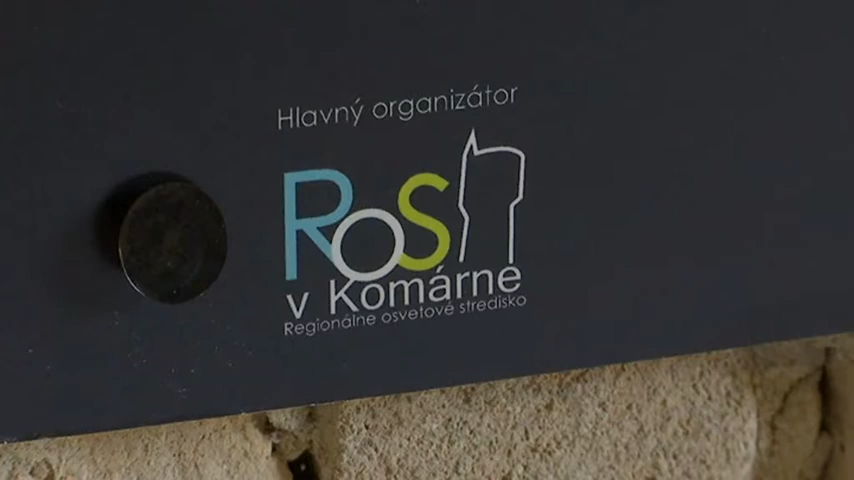 Hlavný organizátor
RoS
v Komárne
Regionálne osvetové stredisko